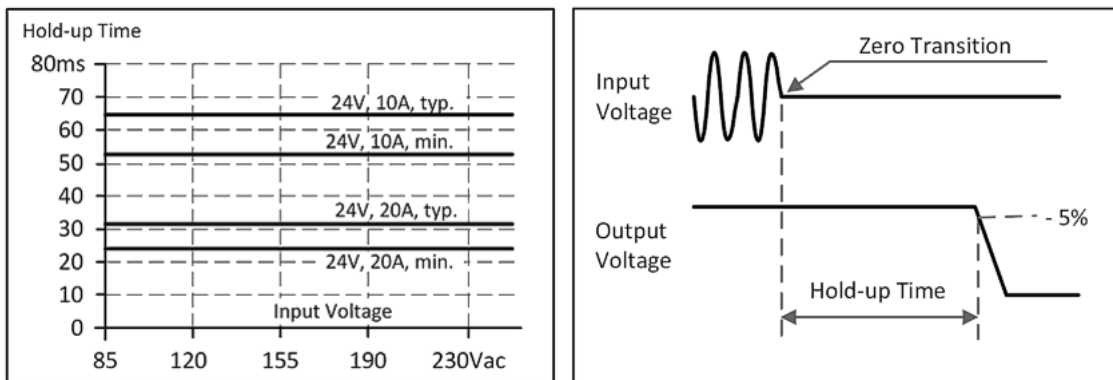 Hold-up Time
80ms
70
60
50
40
30
20
10
0
24V, 10A, typ.
24V, 10A, min.
24V, 20A, typ.
24V, 20A, min.
Input Voltage
85 120 155 190 230Vac
Zero Transition
Input
Voltage
Output
Voltage
- 5%
Hold-up Time